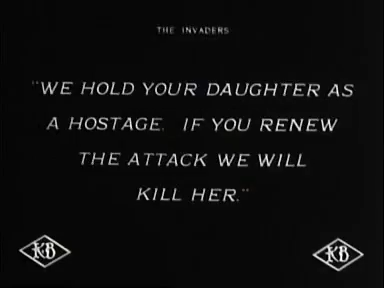 THE INVADERS
"WE HOLD YOUR DAUGHTER AS
A HOSTAGE. IF YOU RENEW
THE ATTACK WE WILL
KILL HER."
KB KB